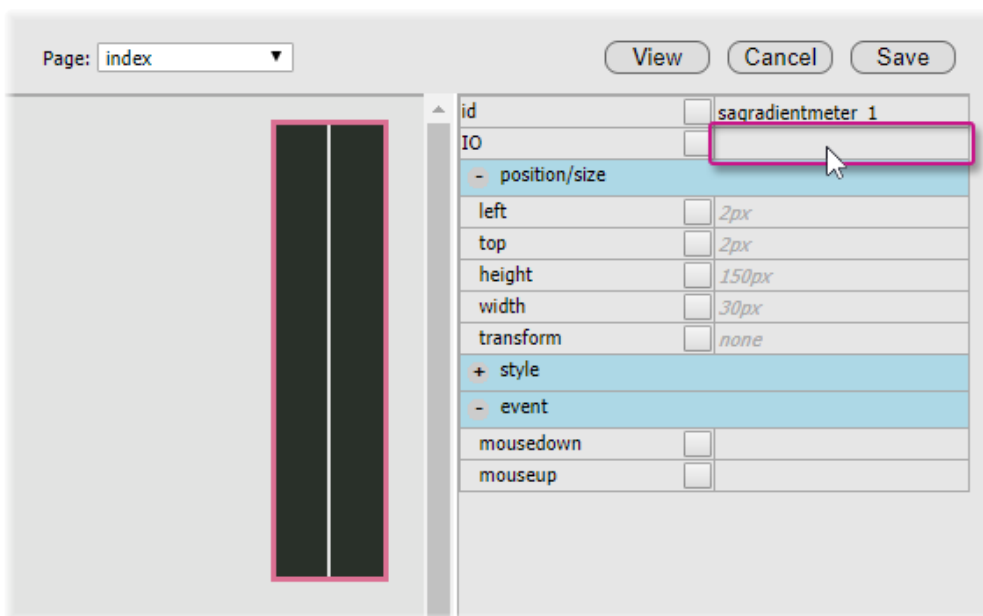 Page: index View Cancel Save
id sagradientmeter_1
IO
- position/size
left 2px
top 2px
height 150px
width 30px
transform none
+ style
- event
mousedown
mouseup